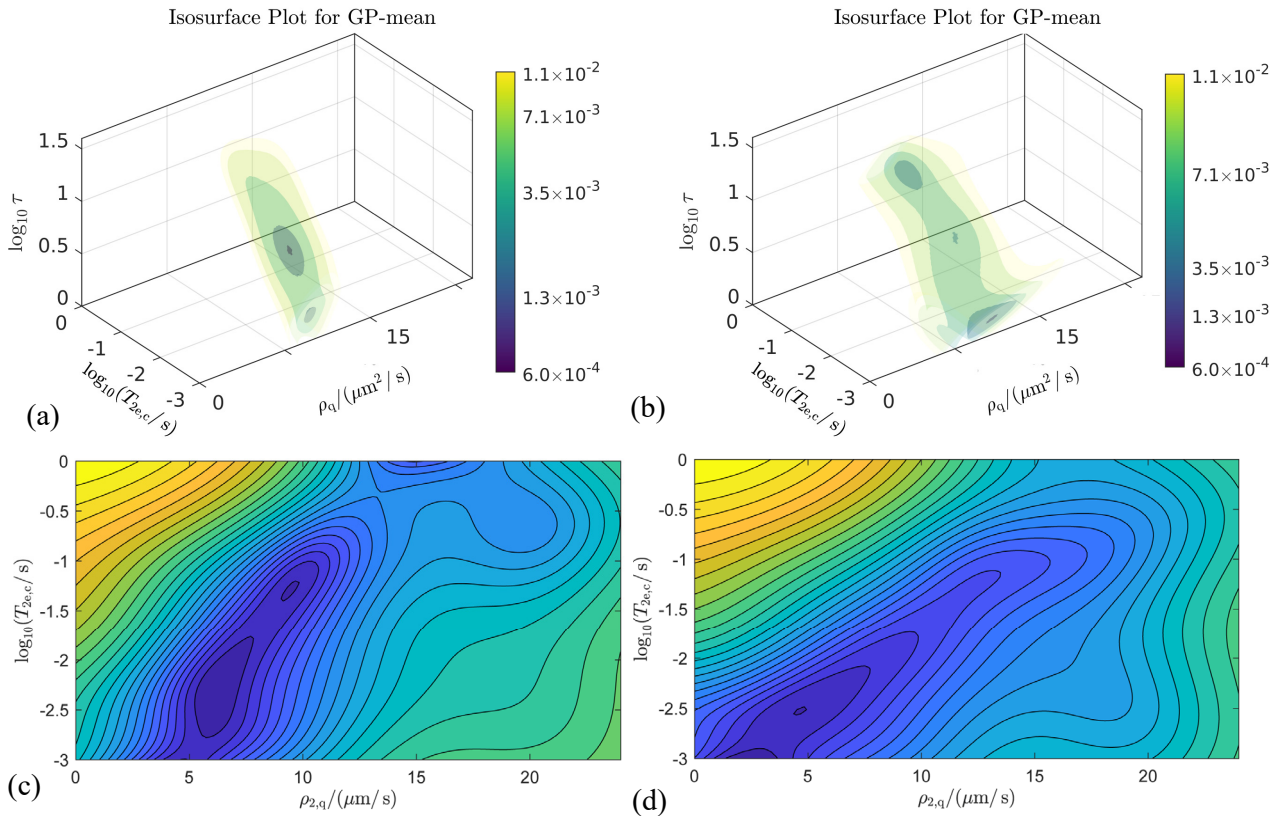 Isosurface Plot for GP-mean
1.5
1
0.5
0
log₁₀ τ
0
-1
-2
-3
log₁₀(T₂ₑ,c/s)
0
15
ρ_q/(μm²/s)
1.1×10⁻²
7.1×10⁻³
3.5×10⁻³
1.3×10⁻³
6.0×10⁻⁴
(a)
Isosurface Plot for GP-mean
1.5
1
0.5
0
log₁₀ τ
0
-1
-2
-3
log₁₀(T₂ₑ,c/s)
0
15
ρ_q/(μm²/s)
1.1×10⁻²
7.1×10⁻³
3.5×10⁻³
1.3×10⁻³
6.0×10⁻⁴
(b)
0
-0.5
-1
-1.5
-2
-2.5
-3
log₁₀(T₂ₑ,c/s)
0 5 10 15 20
ρ₂,q/(μm/s)
(c)
0
-0.5
-1
-1.5
-2
-2.5
-3
log₁₀(T₂ₑ,c/s)
0 5 10 15 20
ρ₂,q/(μm/s)
(d)